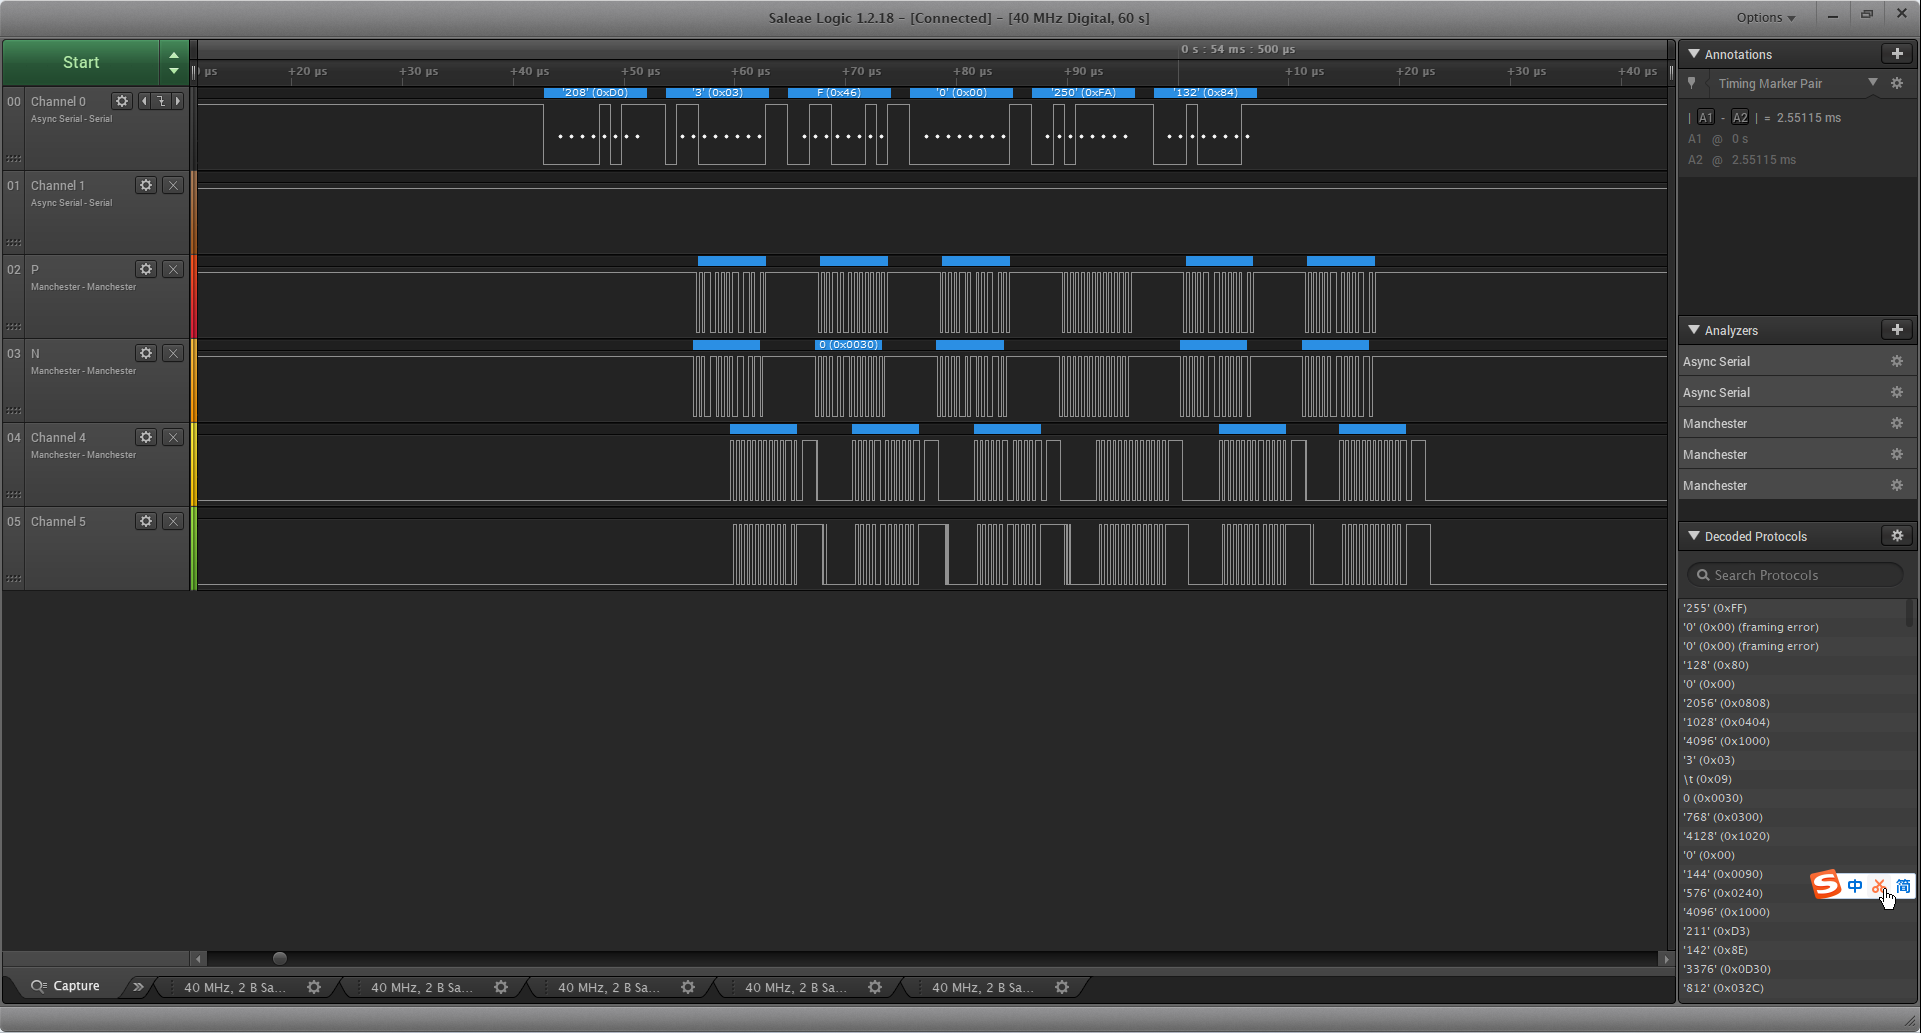 Saleae Logic 1.2.18 - [Connected] - [40 MHz Digital, 60 s]
Options
Start
0 s : 54 ms : 500 µs
µs +20 µs +30 µs +40 µs +50 µs +60 µs +70 µs +80 µs +90 µs +10 µs +20 µs +30 µs +40 µs
00 Channel 0
Async Serial - Serial
'208' (0xD0) '3' (0x03) F (0x46) '0' (0x00) '250' (0xFA) '132' (0x84)
01 Channel 1
Async Serial - Serial
02 P
Manchester - Manchester
03 N
Manchester - Manchester
0 (0x0030)
04 Channel 4
Manchester - Manchester
05 Channel 5
Annotations
Timing Marker Pair
| A1 - A2 | = 2.55115 ms
A1 @ 0 s
A2 @ 2.55115 ms
Analyzers
Async Serial
Async Serial
Manchester
Manchester
Manchester
Decoded Protocols
Search Protocols
'255' (0xFF)
'0' (0x00) (framing error)
'0' (0x00) (framing error)
'128' (0x80)
'0' (0x00)
'2056' (0x0808)
'1028' (0x0404)
'4096' (0x1000)
'3' (0x03)
\t (0x09)
0 (0x0030)
'768' (0x0300)
'4128' (0x1020)
'0' (0x00)
'144' (0x0090)
'576' (0x0240)
'4096' (0x1000)
'211' (0xD3)
'142' (0x8E)
'3376' (0x0D30)
'812' (0x032C)
S 中 简
Capture
40 MHz, 2 B Sa... 40 MHz, 2 B Sa... 40 MHz, 2 B Sa... 40 MHz, 2 B Sa... 40 MHz, 2 B Sa...